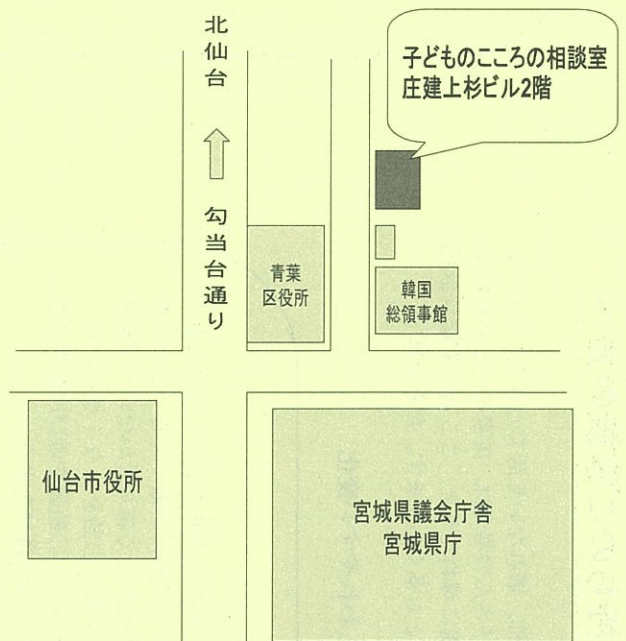 北仙台
勾当台通り
子どものこころの相談室
庄建上杉ビル2階
青葉
区役所
韓国
総領事館
仙台市役所
宮城県議会庁舎
宮城県庁